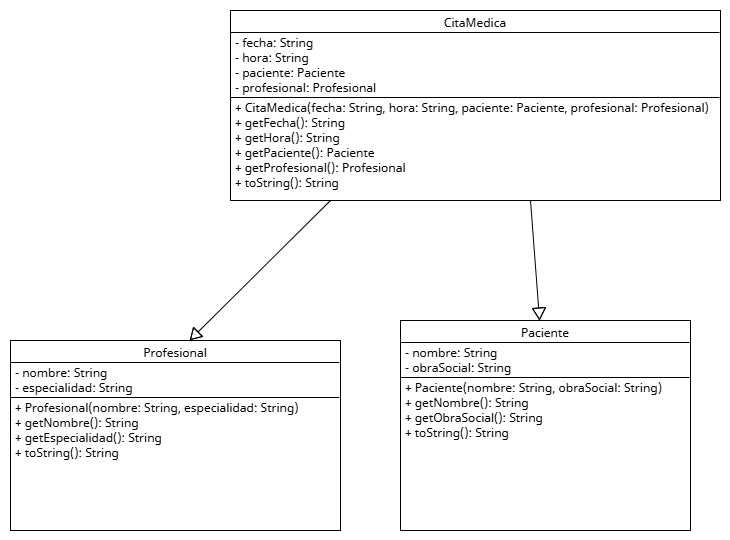 CitaMedica
- fecha: String
- hora: String
- paciente: Paciente
- profesional: Profesional
+ CitaMedica(fecha: String, hora: String, paciente: Paciente, profesional: Profesional)
+ getFecha(): String
+ getHora(): String
+ getPaciente(): Paciente
+ getProfesional(): Profesional
+ toString(): String
Profesional
- nombre: String
- especialidad: String
+ Profesional(nombre: String, especialidad: String)
+ getNombre(): String
+ getEspecialidad(): String
+ toString(): String
Paciente
- nombre: String
- obraSocial: String
+ Paciente(nombre: String, obraSocial: String)
+ getNombre(): String
+ getObraSocial(): String
+ toString(): String